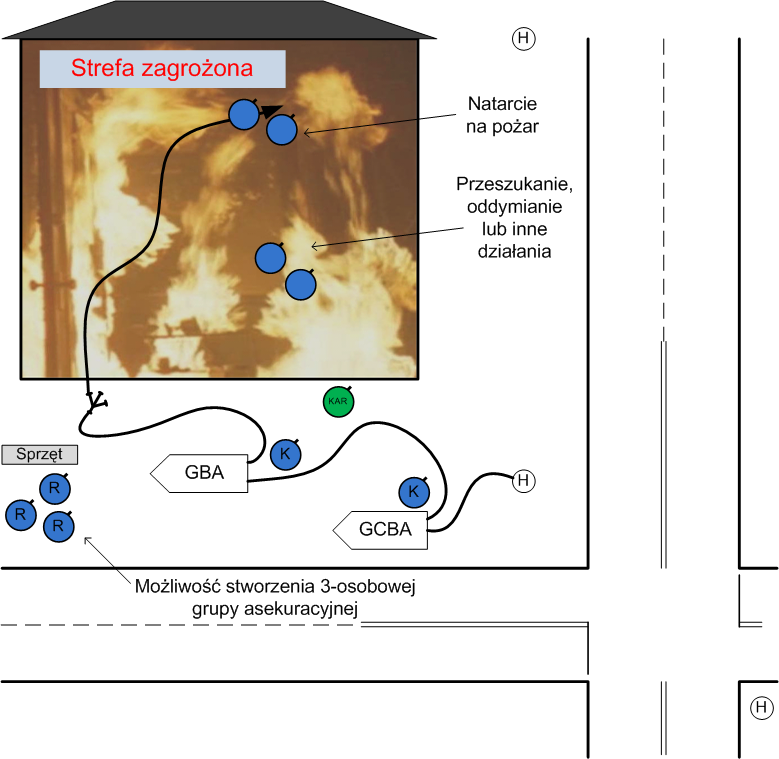 Strefa zagrożona
H
Natarcie
na pożar
Przeszukanie,
oddymianie
lub inne
działania
KAR
Sprzęt
K
GBA
H
R
K
R
R
GCBA
Możliwość stworzenia 3-osobowej
grupy asekuracyjnej
H